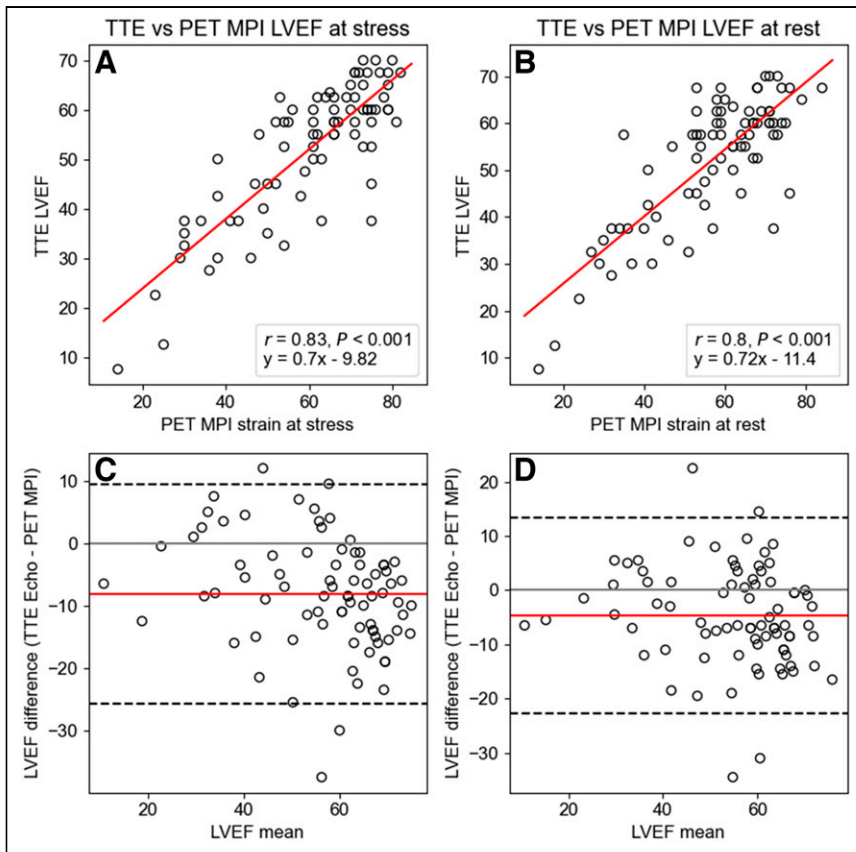 TTE vs PET MPI LVEF at stress
A
70
60
50
40
30
20
10
TTE LVEF
r = 0.83, P < 0.001
y = 0.7x - 9.82
20 40 60 80
PET MPI strain at stress
TTE vs PET MPI LVEF at rest
B
70
60
50
40
30
20
10
TTE LVEF
r = 0.8, P < 0.001
y = 0.72x - 11.4
20 40 60 80
PET MPI strain at rest
C
10
0
−10
−20
−30
LVEF difference (TTE Echo - PET MPI)
20 40 60
LVEF mean
D
20
10
0
−10
−20
−30
LVEF difference (TTE Echo - PET MPI)
20 40 60
LVEF mean